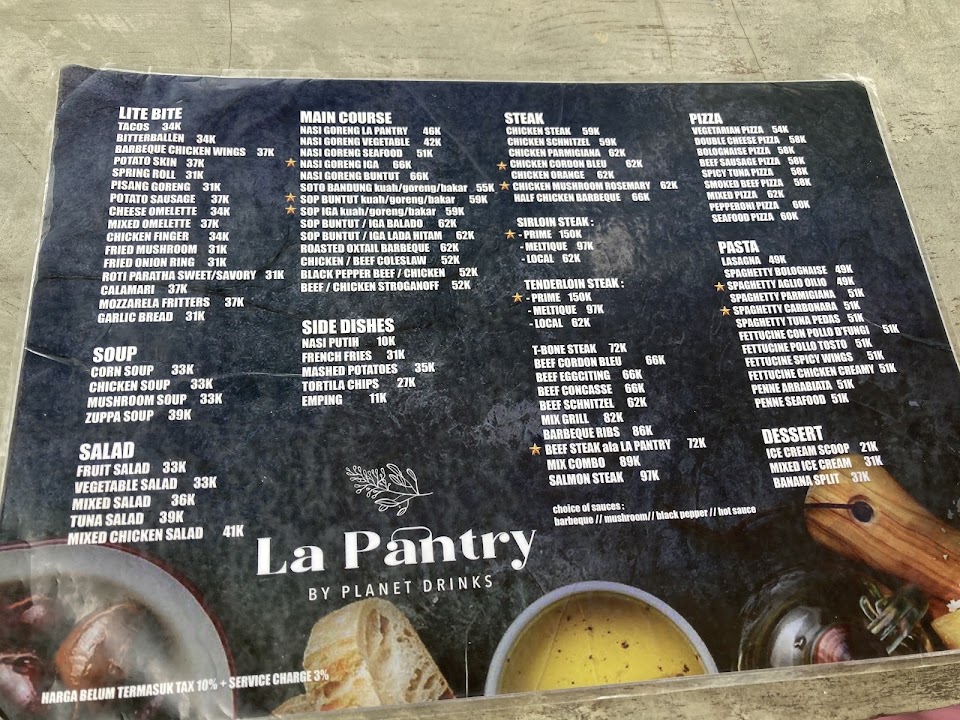 LITE BITE
TACOS 34K
BITTERBALLEN 34K
BARBEQUE CHICKEN WINGS 37K
POTATO SKIN 37K
SPRING ROLL 31K
PISANG GORENG 31K
POTATO SAUSAGE 37K
CHEESE OMELETTE 34K
MIXED OMELETTE 37K
CHICKEN FINGER 34K
FRIED MUSHROOM 31K
FRIED ONION RING 31K
ROTI PARATHA SWEET/SAVORY 31K
CALAMARI 37K
MOZZARELA FRITTERS 37K
GARLIC BREAD 31K
SOUP
CORN SOUP 33K
CHICKEN SOUP 33K
MUSHROOM SOUP 33K
ZUPPA SOUP 39K
SALAD
FRUIT SALAD 33K
VEGETABLE SALAD 33K
MIXED SALAD 36K
TUNA SALAD 39K
MIXED CHICKEN SALAD 41K
MAIN COURSE
NASI GORENG LA PANTRY 46K
NASI GORENG VEGETABLE 42K
NASI GORENG SEAFOOD 51K
NASI GORENG IGA 66K
NASI GORENG BUNTUT 66K
SOTO BANDUNG kuah/goreng/bakar 55K
SOP BUNTUT kuah/goreng/bakar 59K
SOP IGA kuah/goreng/bakar 59K
SOP BUNTUT / IGA BALADO 62K
SOP BUNTUT / IGA LADA HITAM 62K
ROASTED OXTAIL BARBEQUE 62K
CHICKEN / BEEF COLESLAW 52K
BLACK PEPPER BEEF / CHICKEN 52K
BEEF / CHICKEN STROGANOFF 52K
SIDE DISHES
NASI PUTIH 10K
FRENCH FRIES 31K
MASHED POTATOES 35K
TORTILA CHIPS 27K
EMPING 11K
STEAK
CHICKEN STEAK 59K
CHICKEN SCHNITZEL 59K
CHICKEN PARMIGIANA 62K
CHICKEN GORDON BLEU 62K
CHICKEN ORANGE 62K
CHICKEN MUSHROOM ROSEMARY 62K
HALF CHICKEN BARBEQUE 66K
SIRLOIN STEAK :
- PRIME 150K
- MELTIQUE 97K
- LOCAL 62K
TENDERLOIN STEAK :
- PRIME 150K
- MELTIQUE 97K
- LOCAL 62K
T-BONE STEAK 72K
BEEF CORDON BLEU 66K
BEEF EGGCITING 66K
BEEF CONCASSE 66K
BEEF SCHNITZEL 62K
MIX GRILL 82K
BARBEQUE RIBS 86K
BEEF STEAK ala LA PANTRY 72K
MIX COMBO 89K
SALMON STEAK 97K
choice of sauces :
barbeque // mushroom// black pepper // hot sauce
PIZZA
VEGETARIAN PIZZA 54K
DOUBLE CHEESE PIZZA 58K
BOLOGNAISE PIZZA 58K
BEEF SAUSAGE PIZZA 58K
SPICY TUNA PIZZA 58K
SMOKED BEEF PIZZA 58K
MIXED PIZZA 62K
PEPPERONI PIZZA 60K
SEAFOOD PIZZA 60K
PASTA
LASAGNA 49K
SPAGHETTY BOLOGNAISE 49K
SPAGHETTY AGLIO OILIO 49K
SPAGHETTY PARMIGIANA 51K
SPAGHETTY CARBONARA 51K
SPAGHETTY TUNA PEDAS 51K
FETTUCINE CON POLLO D'FUNGI 51K
FETTUCINE POLLO TOSTO 51K
FETTUCINE SPICY WINGS 51K
FETTUCINE CHICKEN CREAMY 51K
PENNE ARRABIATA 51K
PENNE SEAFOOD 51K
DESSERT
ICE CREAM SCOOP 21K
MIXED ICE CREAM 31K
BANANA SPLIT 37K
La Pantry
BY PLANET DRINKS
HARGA BELUM TERMASUK TAX 10% + SERVICE CHARGE 3%